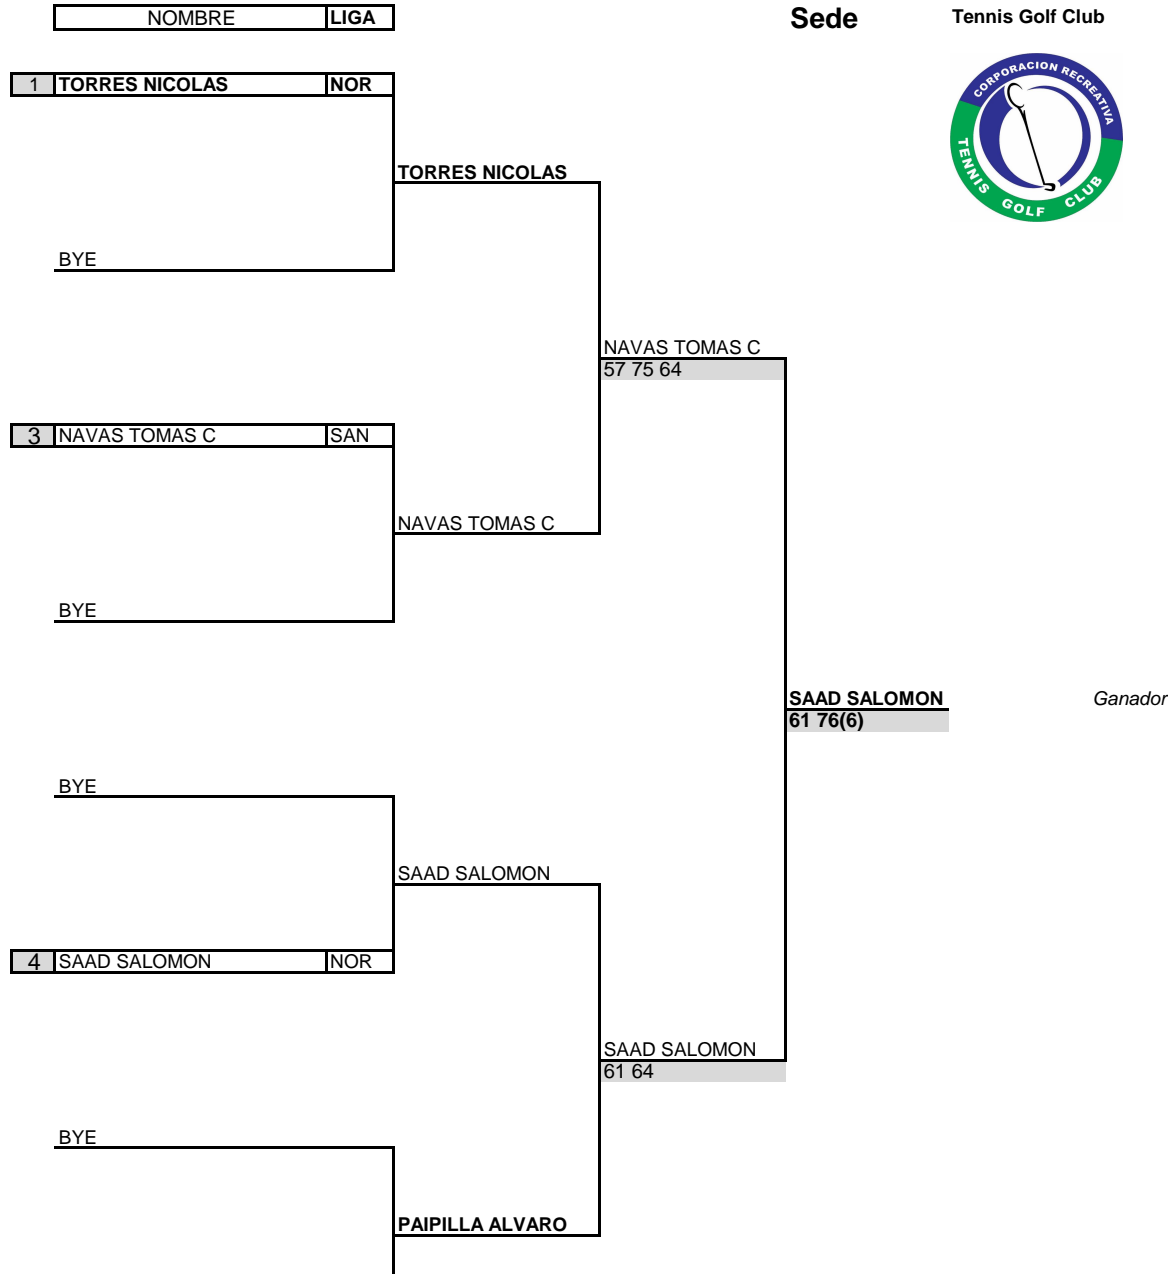 NOMBRE LIGA Sede Tennis Golf Club
CORPORACION RECREATIVA
TENNIS GOLF CLUB
1 TORRES NICOLAS NOR
TORRES NICOLAS
BYE
NAVAS TOMAS C
57 75 64
3 NAVAS TOMAS C SAN
NAVAS TOMAS C
BYE
SAAD SALOMON Ganador
61 76(6)
BYE
SAAD SALOMON
4 SAAD SALOMON NOR
SAAD SALOMON
61 64
BYE
PAIPILLA ALVARO